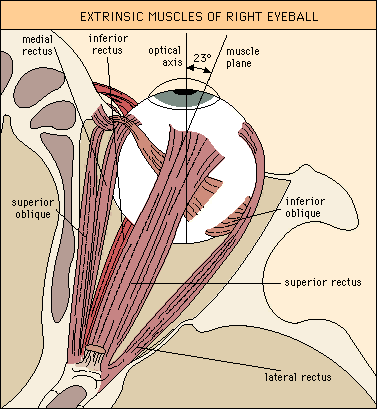 EXTRINSIC MUSCLES OF RIGHT EYEBALL
medial
rectus
inferior
rectus
optical
axis
23°
muscle
plane
superior
oblique
inferior
oblique
superior rectus
lateral rectus